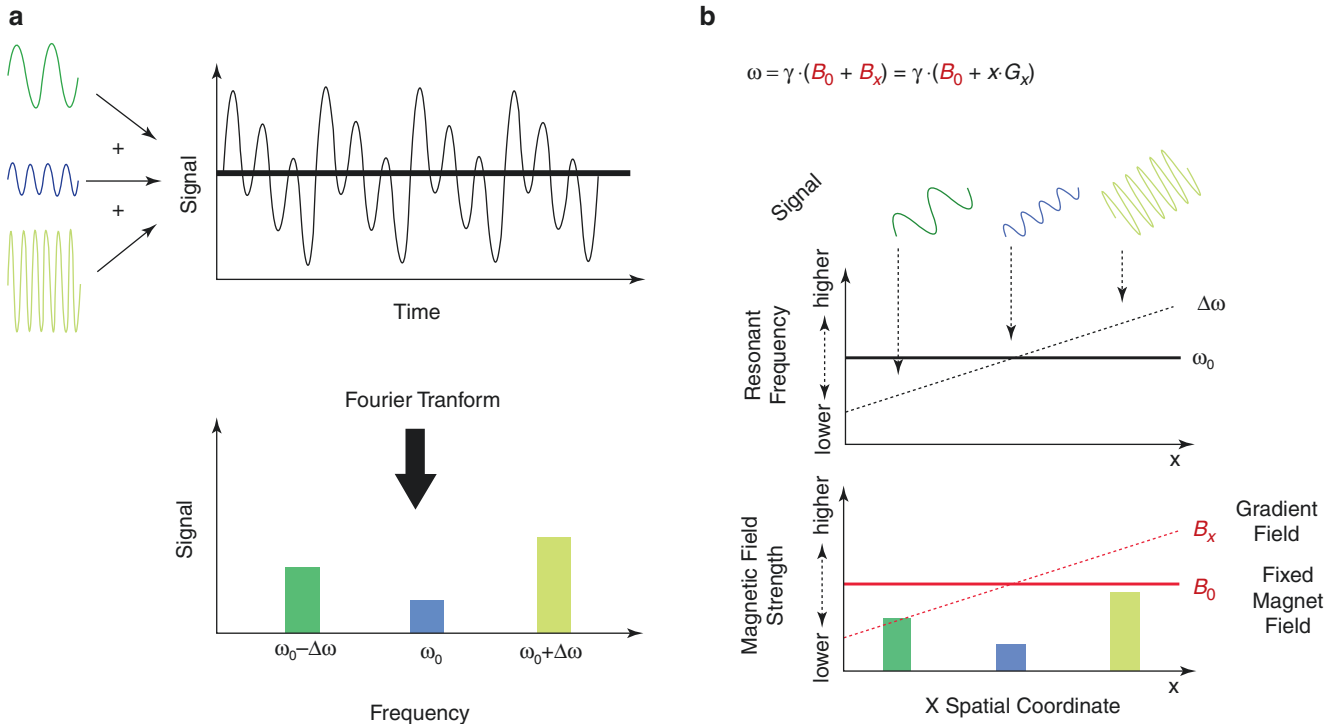 a
+
+
Signal
Time
Fourier Tranform
Signal
ω₀–Δω
ω₀
ω₀+Δω
Frequency
b
ω = γ·(B₀ + Bₓ) = γ·(B₀ + x·Gₓ)
Signal
Resonant
Frequency
lower
higher
Δω
ω₀
x
Magnetic Field
Strength
lower
higher
Bₓ
Gradient
Field
B₀
Fixed
Magnet
Field
x
X Spatial Coordinate